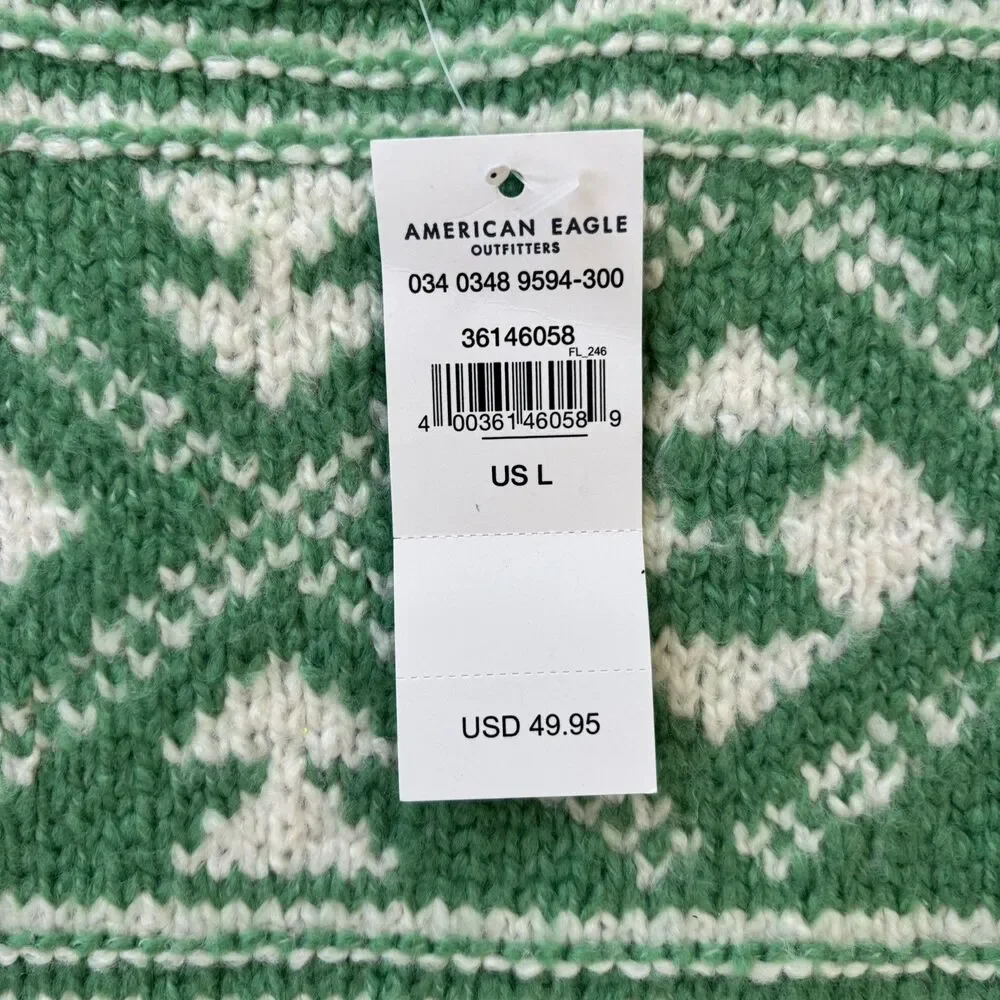 AMERICAN EAGLE
OUTFITTERS
034 0348 9594-300
36146058
FL_246
4 00361 46058 9
US L
USD 49.95